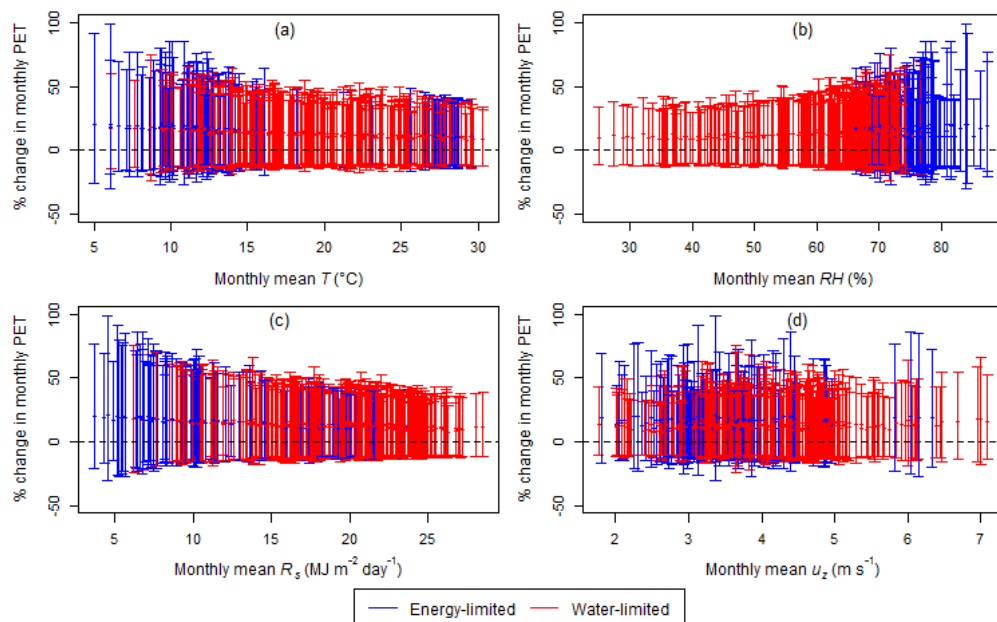 (a)
% change in monthly PET
100
50
0
-50
5 10 15 20 25 30
Monthly mean T (°C)
(b)
% change in monthly PET
100
50
0
-50
30 40 50 60 70 80
Monthly mean RH (%)
(c)
% change in monthly PET
100
50
0
-50
5 10 15 20 25
Monthly mean R_s (MJ m⁻² day⁻¹)
(d)
% change in monthly PET
100
50
0
-50
2 3 4 5 6 7
Monthly mean u_z (m s⁻¹)
Energy-limited Water-limited